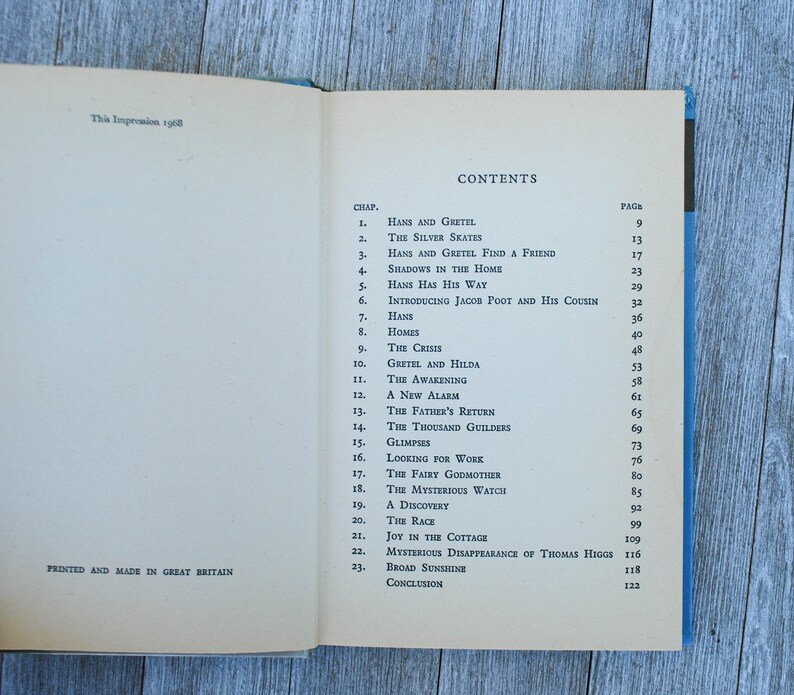 This Impression 1968
PRINTED AND MADE IN GREAT BRITAIN
CONTENTS
CHAP. PAGE
1. Hans and Gretel 9
2. The Silver Skates 13
3. Hans and Gretel Find a Friend 17
4. Shadows in the Home 23
5. Hans Has His Way 29
6. Introducing Jacob Poot and His Cousin 32
7. Hans 36
8. Homes 40
9. The Crisis 48
10. Gretel and Hilda 53
11. The Awakening 58
12. A New Alarm 61
13. The Father's Return 65
14. The Thousand Guilders 69
15. Glimpses 73
16. Looking for Work 76
17. The Fairy Godmother 80
18. The Mysterious Watch 85
19. A Discovery 92
20. The Race 99
21. Joy in the Cottage 109
22. Mysterious Disappearance of Thomas Higgs 116
23. Broad Sunshine 118
Conclusion 122